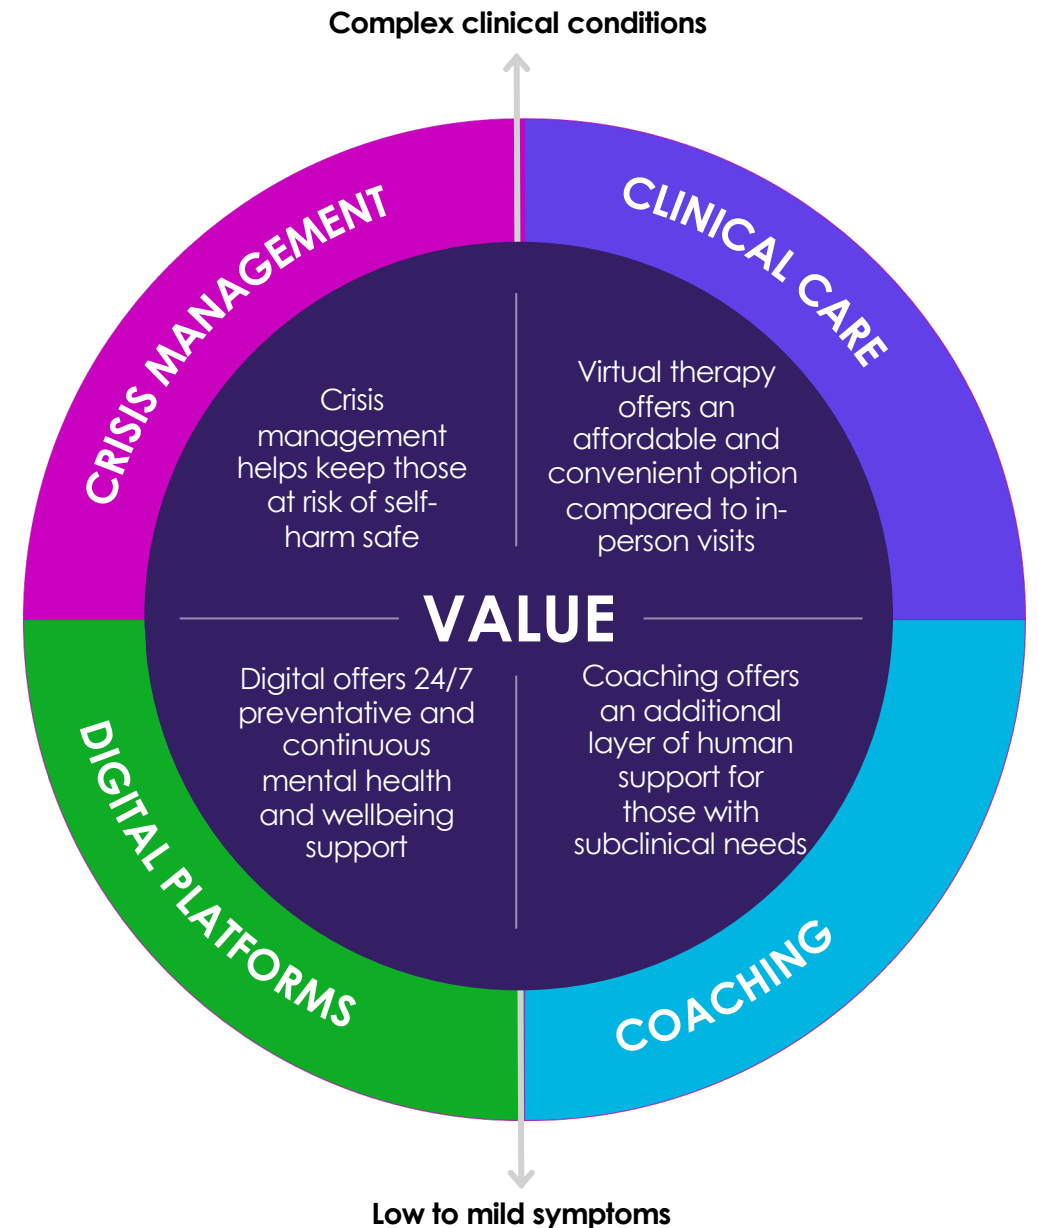 Complex clinical conditions
CRISIS MANAGEMENT
CLINICAL CARE
Crisis
management
helps keep those
at risk of self-
harm safe
Virtual therapy
offers an
affordable and
convenient option
compared to in-
person visits
VALUE
Digital offers 24/7
preventative and
continuous
mental health
and wellbeing
support
Coaching offers
an additional
layer of human
support for
those with
subclinical needs
DIGITAL PLATFORMS
COACHING
Low to mild symptoms